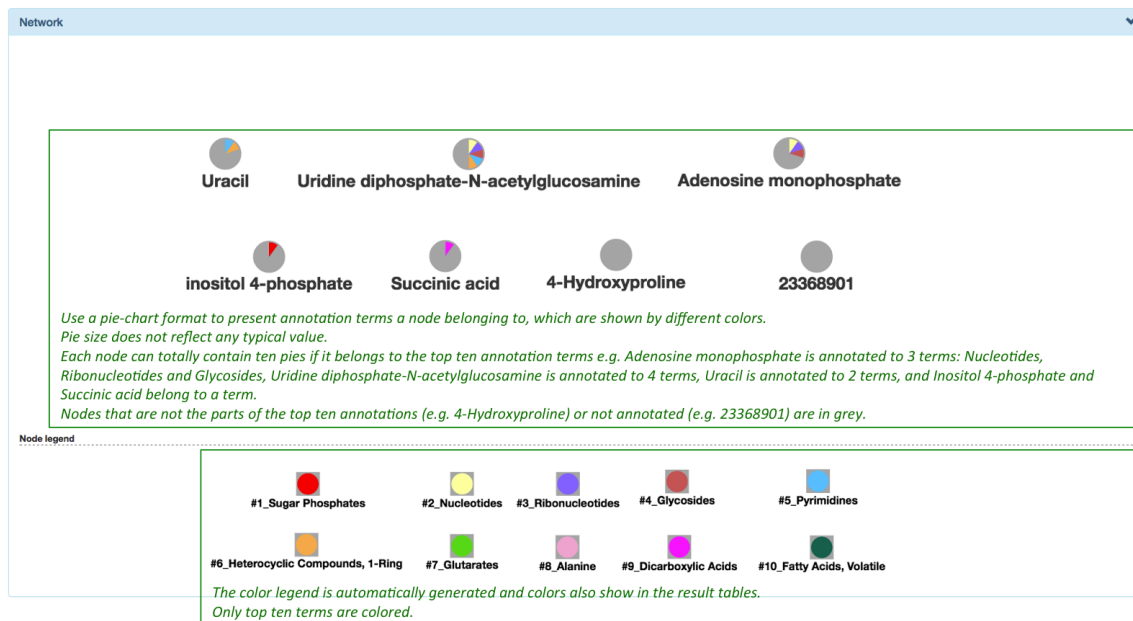 Network
Uracil
Uridine diphosphate-N-acetylglucosamine
Adenosine monophosphate
inositol 4-phosphate
Succinic acid
4-Hydroxyproline
23368901
Use a pie-chart format to present annotation terms a node belonging to, which are shown by different colors.
Pie size does not reflect any typical value.
Each node can totally contain ten pies if it belongs to the top ten annotation terms e.g. Adenosine monophosphate is annotated to 3 terms: Nucleotides,
Ribonucleotides and Glycosides, Uridine diphosphate-N-acetylglucosamine is annotated to 4 terms, Uracil is annotated to 2 terms, and Inositol 4-phosphate and
Succinic acid belong to a term.
Nodes that are not the parts of the top ten annotations (e.g. 4-Hydroxyproline) or not annotated (e.g. 23368901) are in grey.
Node legend
#1_Sugar Phosphates
#2_Nucleotides
#3_Ribonucleotides
#4_Glycosides
#5_Pyrimidines
#6_Heterocyclic Compounds, 1-Ring
#7_Glutarates
#8_Alanine
#9_Dicarboxylic Acids
#10_Fatty Acids, Volatile
The color legend is automatically generated and colors also show in the result tables.
Only top ten terms are colored.